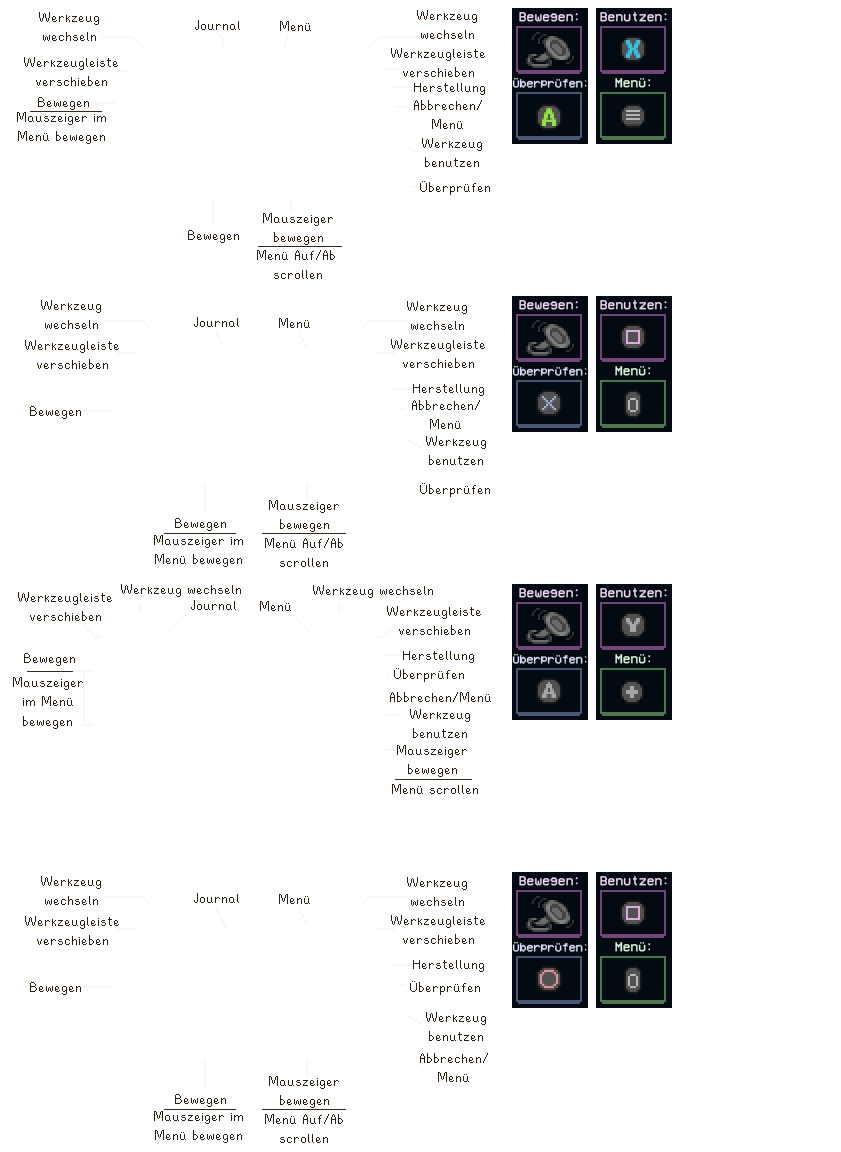 Werkzeug
wechseln
Journal
Menü
Werkzeug
wechseln
Werkzeugleiste
verschieben
Werkzeugleiste
verschieben
Bewegen
Mauszeiger im
Menü bewegen
Herstellung
Abbrechen/
Menü
Werkzeug
benutzen
Überprüfen
Bewegen
Mauszeiger
bewegen
Menü Auf/Ab
scrollen
Bewegen:
Benutzen:
X
Überprüfen:
Menü:
A
Werkzeug
wechseln
Journal
Menü
Werkzeug
wechseln
Werkzeugleiste
verschieben
Werkzeugleiste
verschieben
Bewegen
Herstellung
Abbrechen/
Menü
Werkzeug
benutzen
Überprüfen
Bewegen
Mauszeiger im
Menü bewegen
Mauszeiger
bewegen
Menü Auf/Ab
scrollen
Bewegen:
Benutzen:
Überprüfen:
Menü:
Werkzeugleiste
verschieben
Werkzeug wechseln
Journal
Menü
Werkzeug wechseln
Werkzeugleiste
verschieben
Bewegen
Mauszeiger
im Menü
bewegen
Herstellung
Überprüfen
Abbrechen/Menü
Werkzeug
benutzen
Mauszeiger
bewegen
Menü scrollen
Bewegen:
Benutzen:
Y
Überprüfen:
Menü:
A
+
Werkzeug
wechseln
Journal
Menü
Werkzeug
wechseln
Werkzeugleiste
verschieben
Werkzeugleiste
verschieben
Bewegen
Herstellung
Überprüfen
Werkzeug
benutzen
Abbrechen/
Menü
Bewegen
Mauszeiger im
Menü bewegen
Mauszeiger
bewegen
Menü Auf/Ab
scrollen
Bewegen:
Benutzen:
Überprüfen:
Menü: